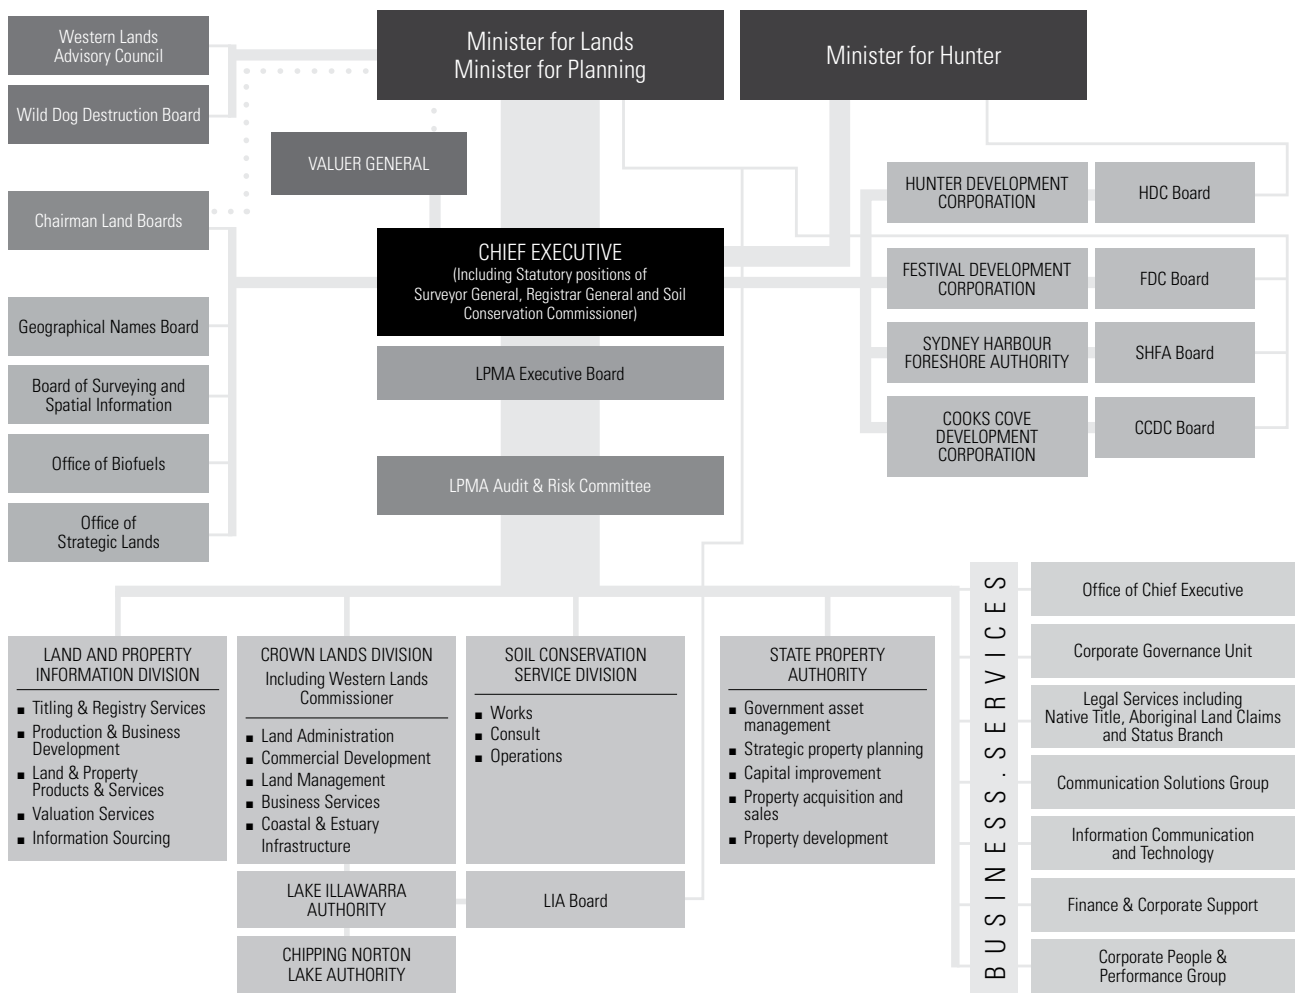 Western Lands
Advisory Council
Wild Dog Destruction Board
Chairman Land Boards
Geographical Names Board
Board of Surveying and
Spatial Information
Office of Biofuels
Office of
Strategic Lands
Minister for Lands
Minister for Planning
Minister for Hunter
VALUER GENERAL
CHIEF EXECUTIVE
(Including Statutory positions of
Surveyor General, Registrar General and Soil
Conservation Commissioner)
LPMA Executive Board
LPMA Audit & Risk Committee
HUNTER DEVELOPMENT
CORPORATION
HDC Board
FESTIVAL DEVELOPMENT
CORPORATION
FDC Board
SYDNEY HARBOUR
FORESHORE AUTHORITY
SHFA Board
COOKS COVE
DEVELOPMENT
CORPORATION
CCDC Board
LAND AND PROPERTY
INFORMATION DIVISION
■ Titling & Registry Services
■ Production & Business
Development
■ Land & Property
Products & Services
■ Valuation Services
■ Information Sourcing
CROWN LANDS DIVISION
Including Western Lands
Commissioner
■ Land Administration
■ Commercial Development
■ Land Management
■ Business Services
■ Coastal & Estuary
Infrastructure
LAKE ILLAWARRA
AUTHORITY
CHIPPING NORTON
LAKE AUTHORITY
SOIL CONSERVATION
SERVICE DIVISION
■ Works
■ Consult
■ Operations
LIA Board
STATE PROPERTY
AUTHORITY
■ Government asset
management
■ Strategic property planning
■ Capital improvement
■ Property acquisition and
sales
■ Property development
BUSINESS.SERVICES
Office of Chief Executive
Corporate Governance Unit
Legal Services including
Native Title, Aboriginal Land Claims
and Status Branch
Communication Solutions Group
Information Communication
and Technology
Finance & Corporate Support
Corporate People &
Performance Group